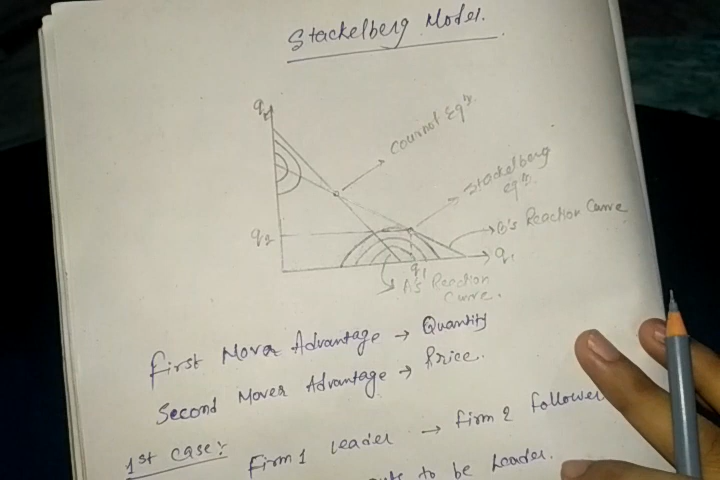 Stackelberg Model.
q2
Cournot Eqm.
Stackelberg
eqm.
B's Reaction Curve
q2
q1
q1
A's Reaction
Curve.
First Mover Advantage → Quantity
Second Mover Advantage → Price.
1st case:
Firm 1 leader → firm 2 follower
to be Leader.